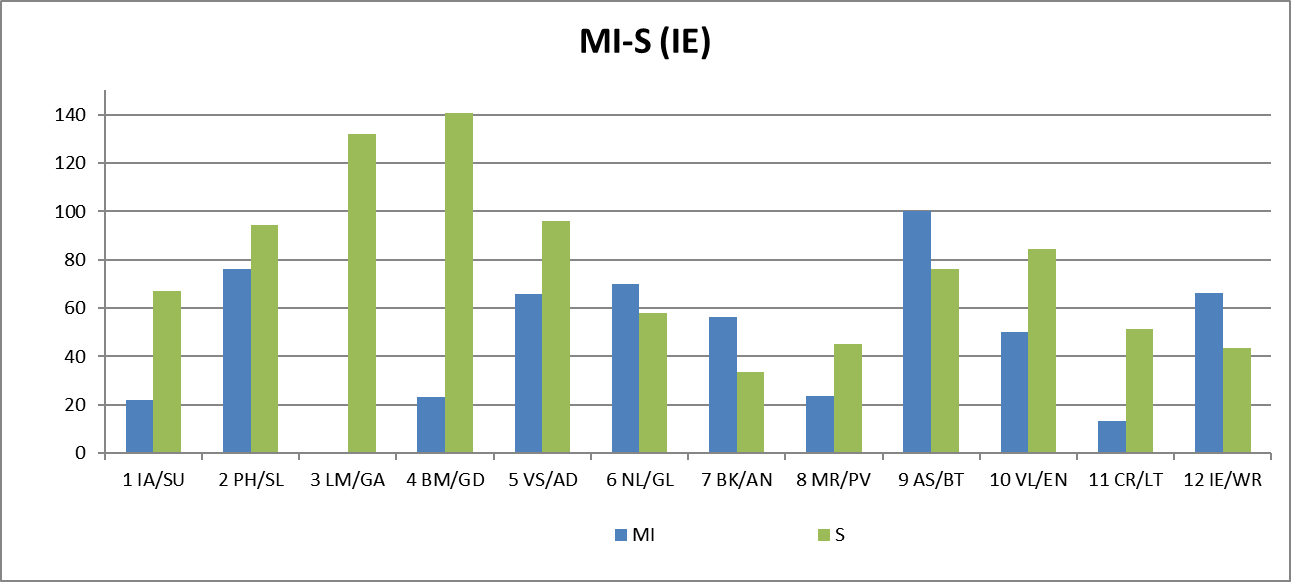 MI-S (IE)
140
120
100
80
60
40
20
0
1 IA/SU 2 PH/SL 3 LM/GA 4 BM/GD 5 VS/AD 6 NL/GL 7 BK/AN 8 MR/PV 9 AS/BT 10 VL/EN 11 CR/LT 12 IE/WR
MI S